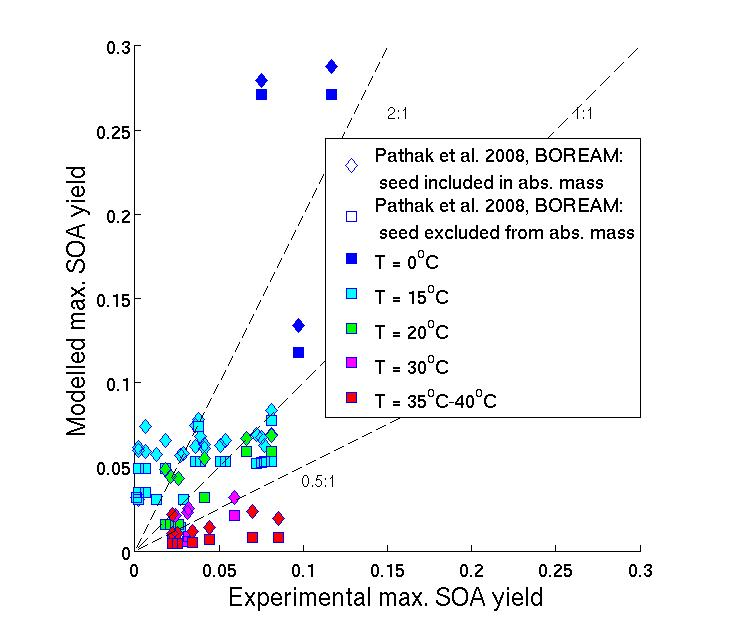 0.3
0.25
0.2
0.15
0.1
0.05
0
Modelled max. SOA yield
2:1
1:1
0.5:1
Pathak et al. 2008, BOREAM:
seed included in abs. mass
Pathak et al. 2008, BOREAM:
seed excluded from abs. mass
T = 0°C
T = 15°C
T = 20°C
T = 30°C
T = 35°C-40°C
0 0.05 0.1 0.15 0.2 0.25 0.3
Experimental max. SOA yield